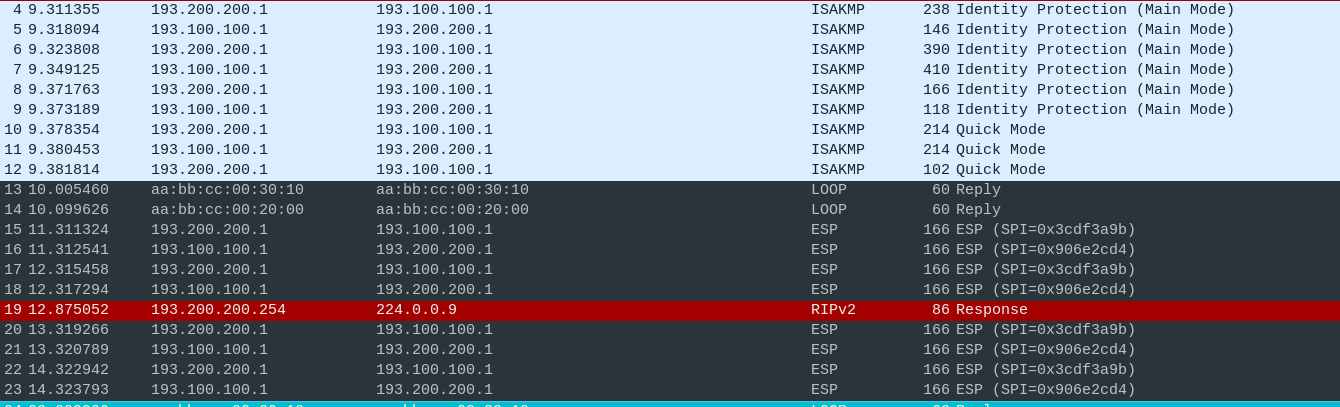 4 9.311355 193.200.200.1 193.100.100.1 ISAKMP 238 Identity Protection (Main Mode)
5 9.318094 193.100.100.1 193.200.200.1 ISAKMP 146 Identity Protection (Main Mode)
6 9.323808 193.200.200.1 193.100.100.1 ISAKMP 390 Identity Protection (Main Mode)
7 9.349125 193.100.100.1 193.200.200.1 ISAKMP 410 Identity Protection (Main Mode)
8 9.371763 193.200.200.1 193.100.100.1 ISAKMP 166 Identity Protection (Main Mode)
9 9.373189 193.100.100.1 193.200.200.1 ISAKMP 118 Identity Protection (Main Mode)
10 9.378354 193.200.200.1 193.100.100.1 ISAKMP 214 Quick Mode
11 9.380453 193.100.100.1 193.200.200.1 ISAKMP 214 Quick Mode
12 9.381814 193.200.200.1 193.100.100.1 ISAKMP 102 Quick Mode
13 10.005460 aa:bb:cc:00:30:10 aa:bb:cc:00:30:10 LOOP 60 Reply
14 10.099626 aa:bb:cc:00:20:00 aa:bb:cc:00:20:00 LOOP 60 Reply
15 11.311324 193.200.200.1 193.100.100.1 ESP 166 ESP (SPI=0x3cdf3a9b)
16 11.312541 193.100.100.1 193.200.200.1 ESP 166 ESP (SPI=0x906e2cd4)
17 12.315458 193.200.200.1 193.100.100.1 ESP 166 ESP (SPI=0x3cdf3a9b)
18 12.317294 193.100.100.1 193.200.200.1 ESP 166 ESP (SPI=0x906e2cd4)
19 12.875052 193.200.200.254 224.0.0.9 RIPv2 86 Response
20 13.319266 193.200.200.1 193.100.100.1 ESP 166 ESP (SPI=0x3cdf3a9b)
21 13.320789 193.100.100.1 193.200.200.1 ESP 166 ESP (SPI=0x906e2cd4)
22 14.322942 193.200.200.1 193.100.100.1 ESP 166 ESP (SPI=0x3cdf3a9b)
23 14.323793 193.100.100.1 193.200.200.1 ESP 166 ESP (SPI=0x906e2cd4)